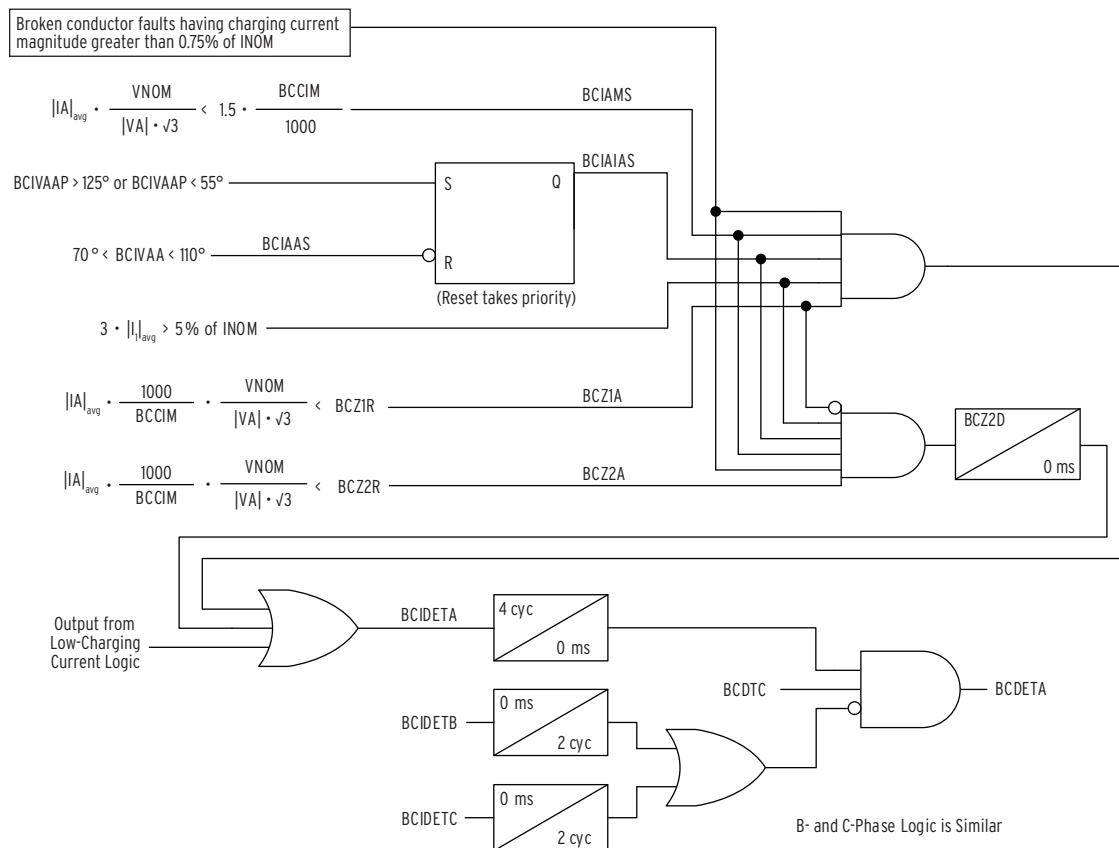 Broken conductor faults having charging current
magnitude greater than 0.75% of INOM
|IA|avg · VNOM / |VA| · √3 < 1.5 · BCCIM / 1000
BCIAMS
BCIVAAP > 125° or BCIVAAP < 55°
S
Q
BCIAIAS
70° < BCIVAA < 110°
BCIAAS
R
(Reset takes priority)
3 · |I1|avg > 5% of INOM
|IA|avg · 1000 / BCCIM · VNOM / |VA| · √3 < BCZ1R
BCZ1A
|IA|avg · 1000 / BCCIM · VNOM / |VA| · √3 < BCZ2R
BCZ2A
BCZ2D
0 ms
Output from
Low-Charging
Current Logic
BCIDETA
4 cyc
0 ms
BCDTC
BCDETA
BCIDETB
0 ms
2 cyc
BCIDETC
0 ms
2 cyc
B- and C-Phase Logic is Similar